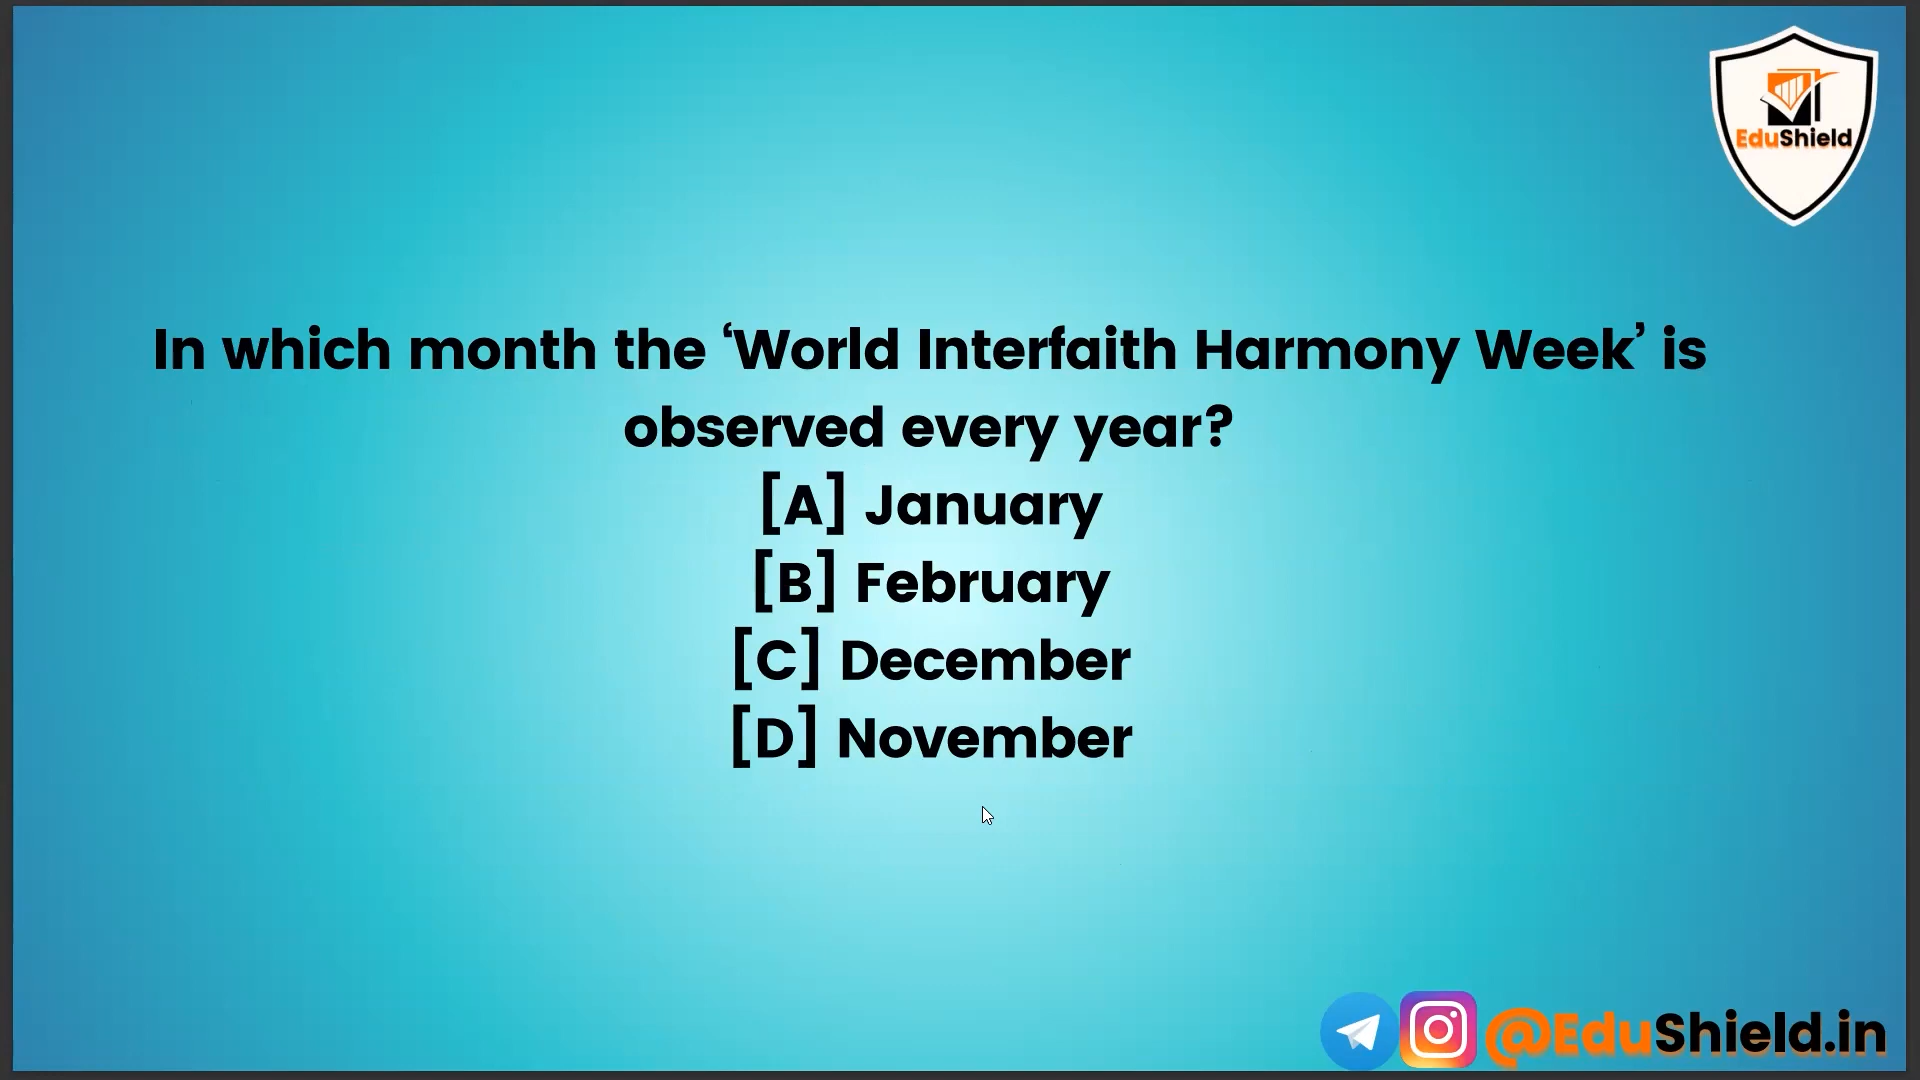 EduShield
In which month the ‘World Interfaith Harmony Week’ is
observed every year?
[A] January
[B] February
[C] December
[D] November
@EduShield.in